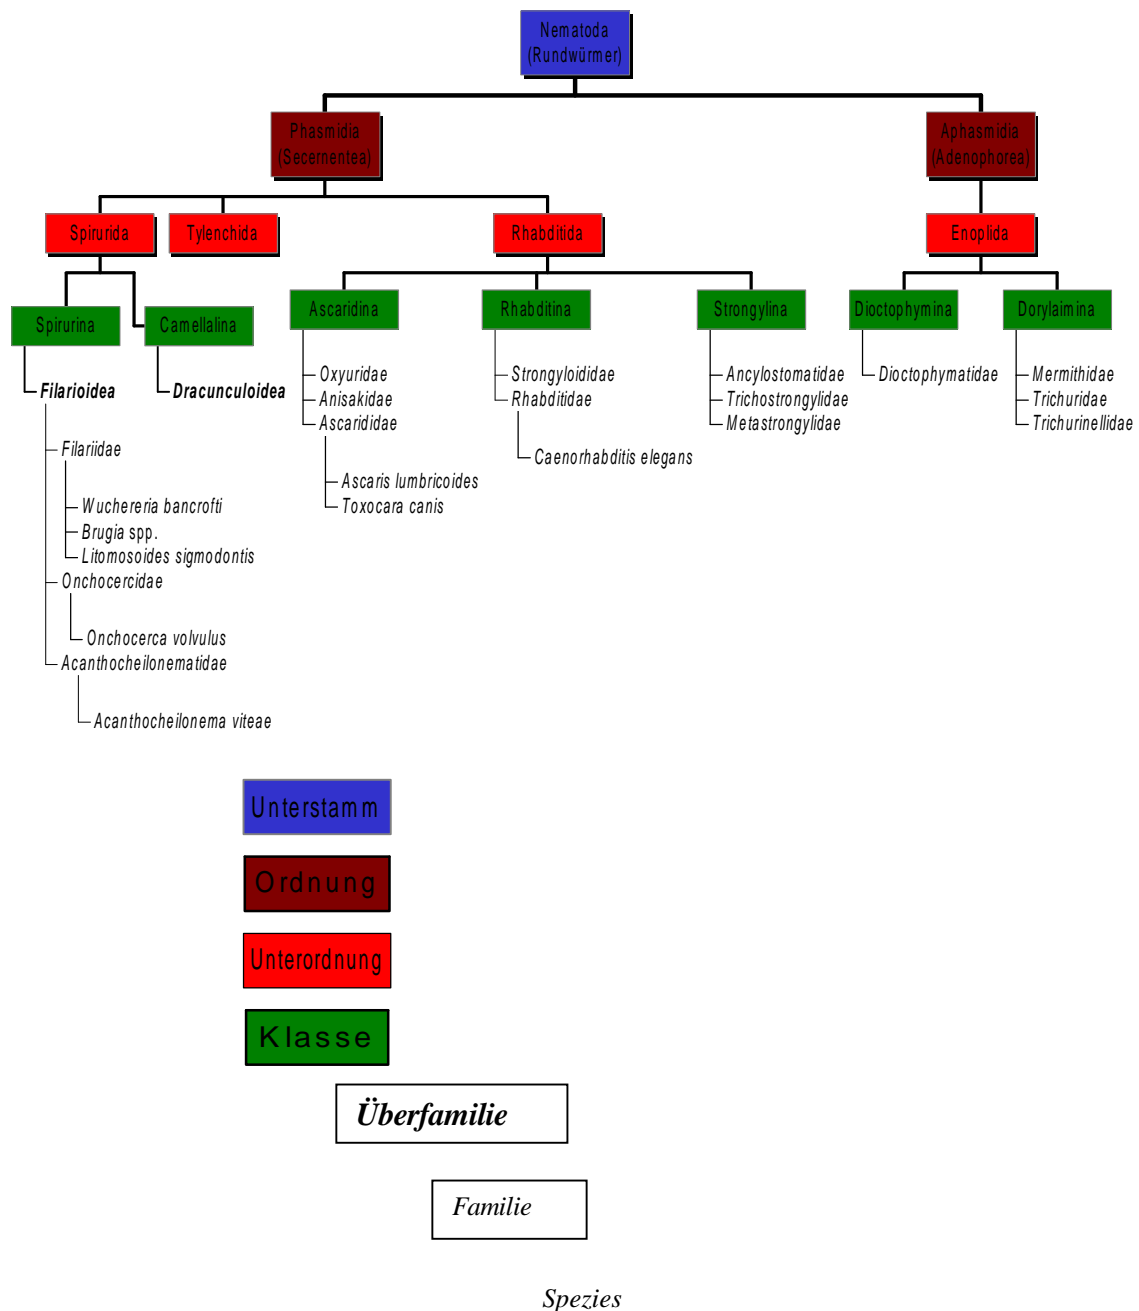 Nematoda
(Rundwürmer)
Phasmidia
(Secernentea)
Aphasmidia
(Adenophorea)
Spirurida
Tylenchida
Rhabditida
Enoplida
Spirurina
Camellalina
Ascaridina
Rhabditina
Strongylina
Dioctophymina
Dorylaimina
Filarioidea
Dracunculoidea
Oxyuridae
Anisakidae
Ascarididae
Strongyloididae
Rhabditidae
Ancylostomatidae
Trichostrongylidae
Metastrongylidae
Dioctophymatidae
Mermithidae
Trichuridae
Trichurinellidae
Filariidae
Caenorhabditis elegans
Ascaris lumbricoides
Toxocara canis
Wuchereria bancrofti
Brugia spp.
Litomosoides sigmodontis
Onchocercidae
Onchocerca volvulus
Acanthocheilonematidae
Acanthocheilonema viteae
Unterstamm
Ordnung
Unterordnung
Klasse
Überfamilie
Familie
Spezies